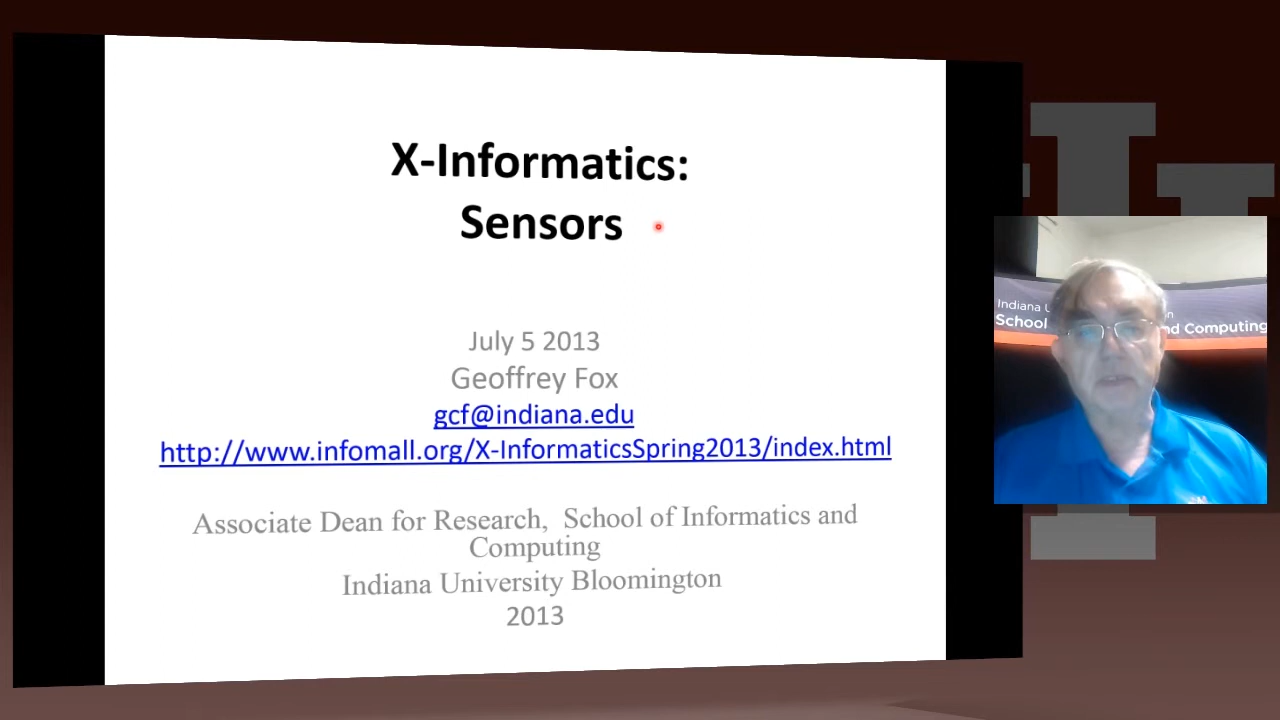 X-Informatics:
Sensors
July 5 2013
Geoffrey Fox
gcf@indiana.edu
http://www.infomall.org/X-InformaticsSpring2013/index.html
Associate Dean for Research, School of Informatics and
Computing
Indiana University Bloomington
2013
Indiana U
School
nd Computing